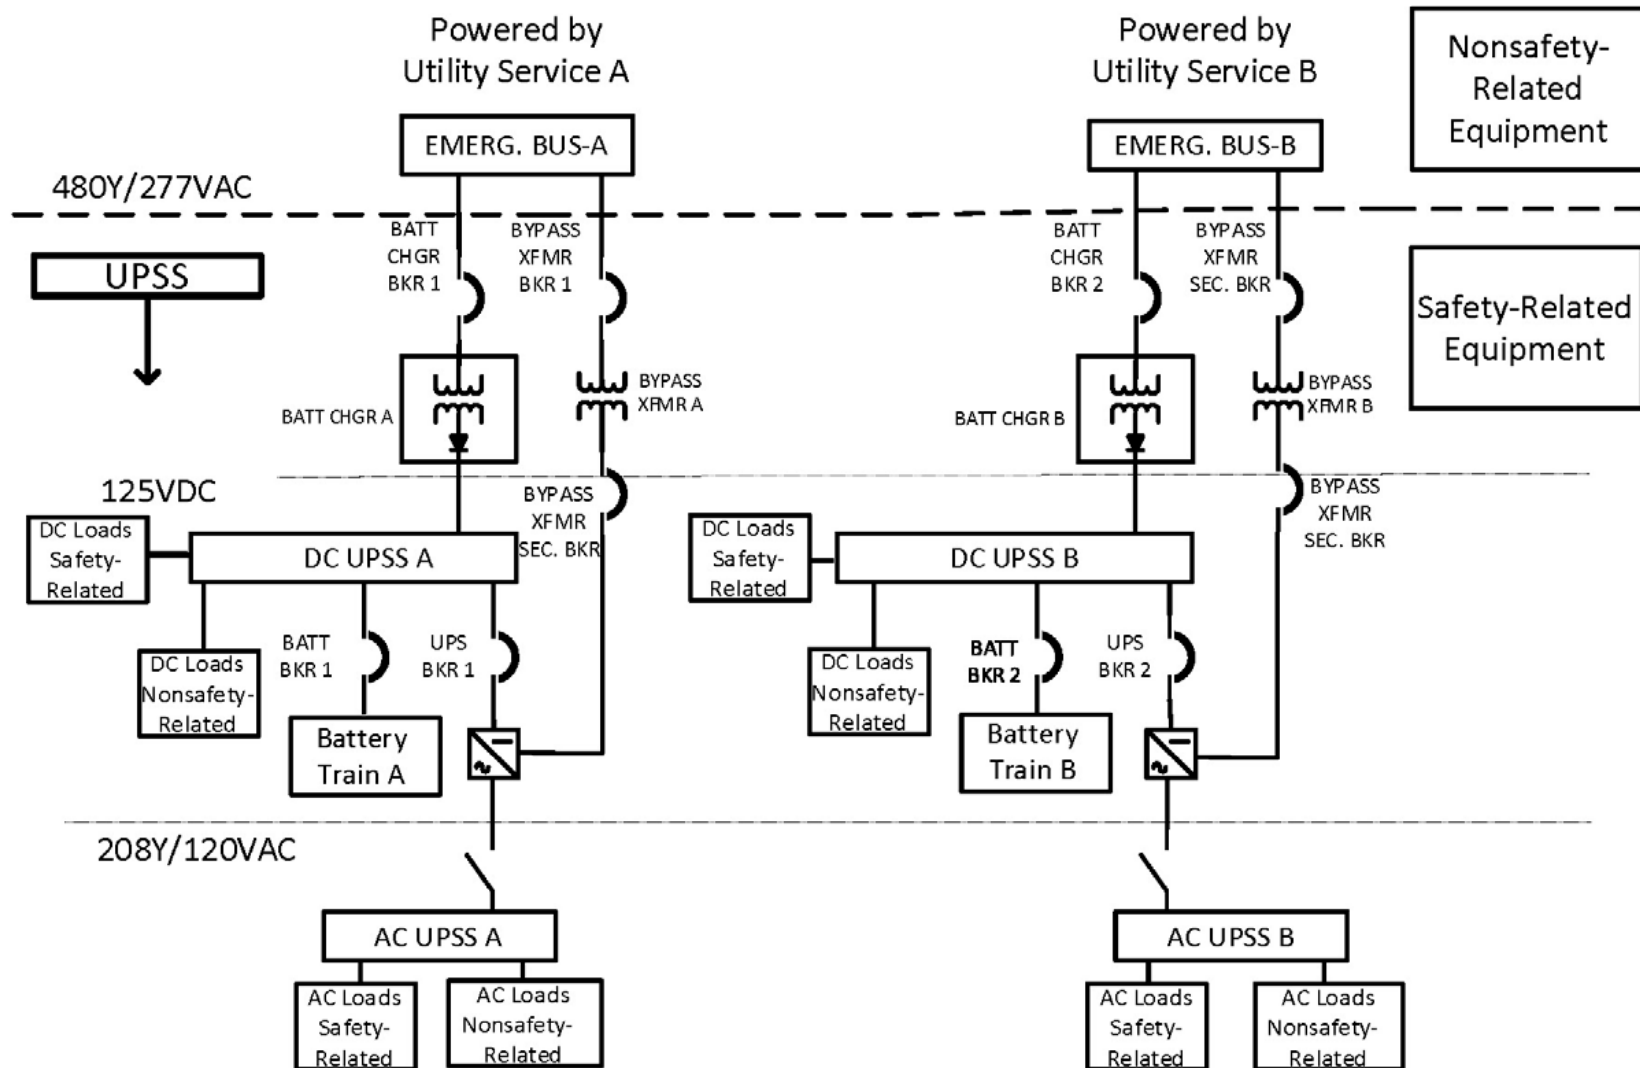 Powered by
Utility Service A
Powered by
Utility Service B
Nonsafety-
Related
Equipment
EMERG. BUS-A
EMERG. BUS-B
480Y/277VAC
UPSS
BATT
CHGR
BKR 1
BYPASS
XFMR
BKR 1
BATT
CHGR
BKR 2
BYPASS
XFMR
SEC. BKR
Safety-Related
Equipment
BATT CHGR A
BYPASS
XFMR A
BATT CHGR B
BYPASS
XFMR B
125VDC
BYPASS
XFMR
SEC. BKR
BYPASS
XFMR
SEC. BKR
DC Loads
Safety-
Related
DC UPSS A
DC Loads
Safety-
Related
DC UPSS B
DC Loads
Nonsafety-
Related
BATT
BKR 1
UPS
BKR 1
DC Loads
Nonsafety-
Related
BATT
BKR 2
UPS
BKR 2
Battery
Train A
Battery
Train B
208Y/120VAC
AC UPSS A
AC UPSS B
AC Loads
Safety-
Related
AC Loads
Nonsafety-
Related
AC Loads
Safety-
Related
AC Loads
Nonsafety-
Related